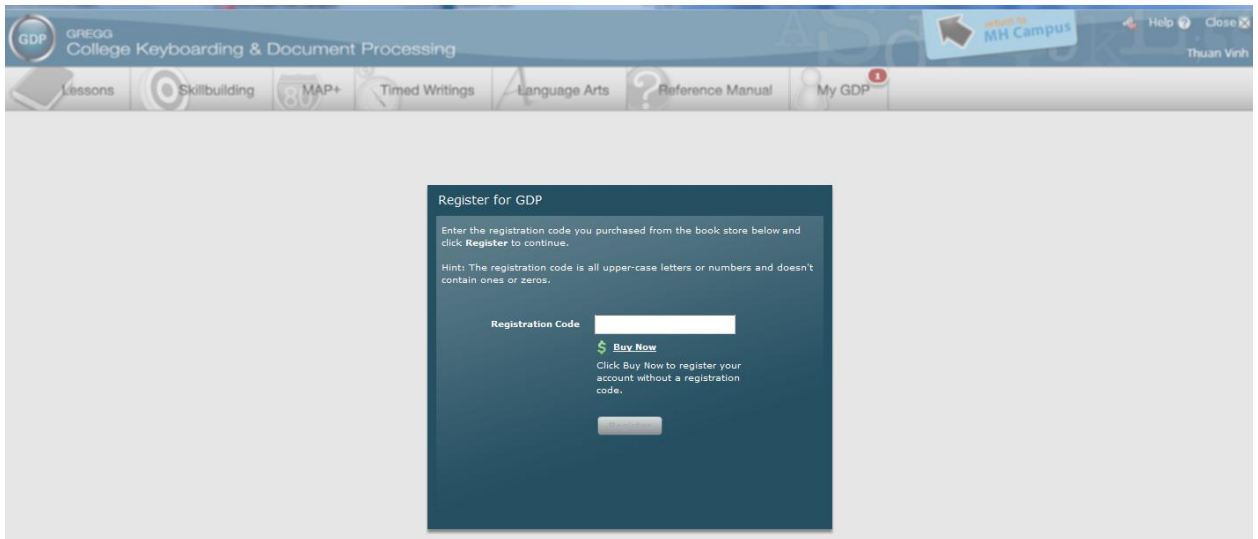 GDP
GREGG
College Keyboarding & Document Processing
return to
MH Campus
Help ? Close
Thuan Vinh
Lessons Skillbuilding MAP+ Timed Writings Language Arts Reference Manual My GDP 1
Register for GDP
Enter the registration code you purchased from the book store below and
click Register to continue.
Hint: The registration code is all upper-case letters or numbers and doesn't
contain ones or zeros.
Registration Code
$ Buy Now
Click Buy Now to register your
account without a registration
code.
Register